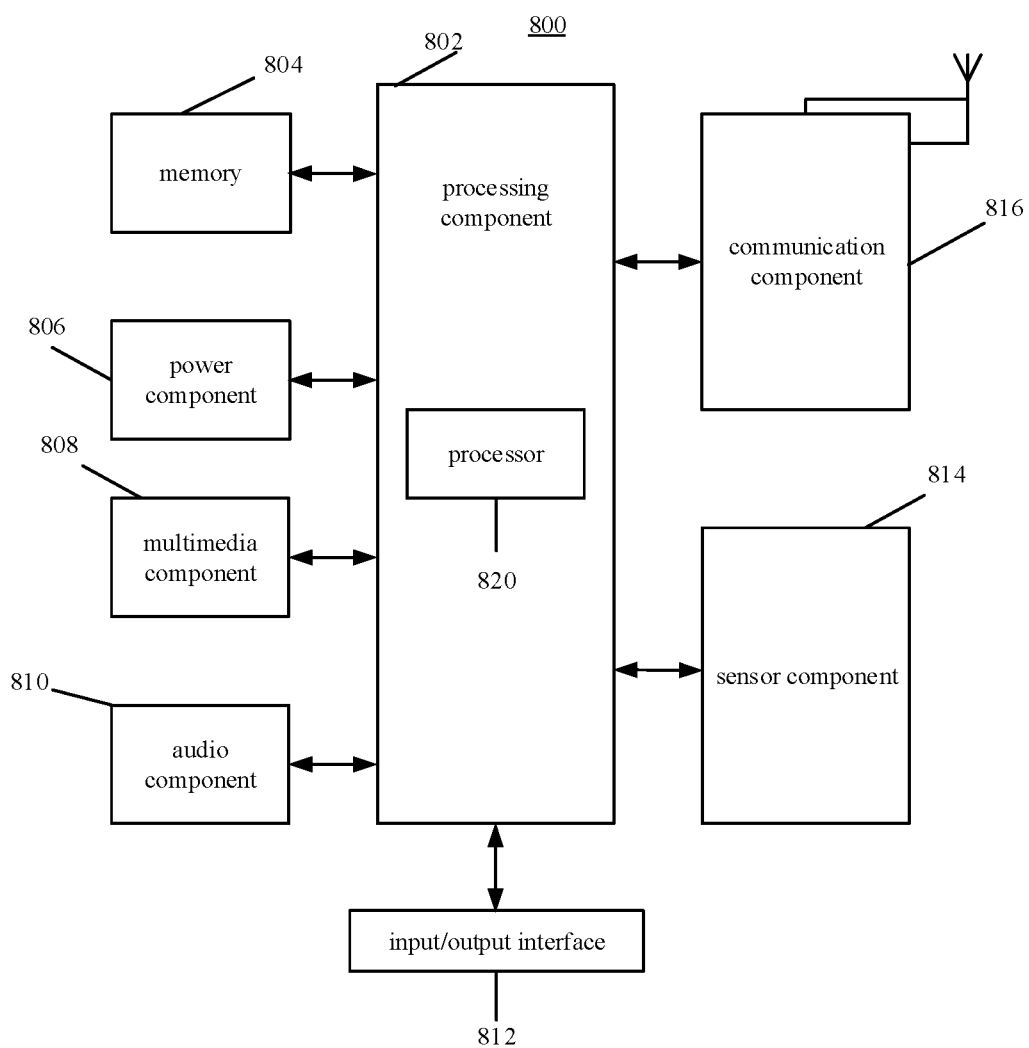 800
802
804
memory
processing
component
816
communication
component
806
power
component
808
processor
814
multimedia
component
820
810
sensor component
audio
component
input/output interface
812